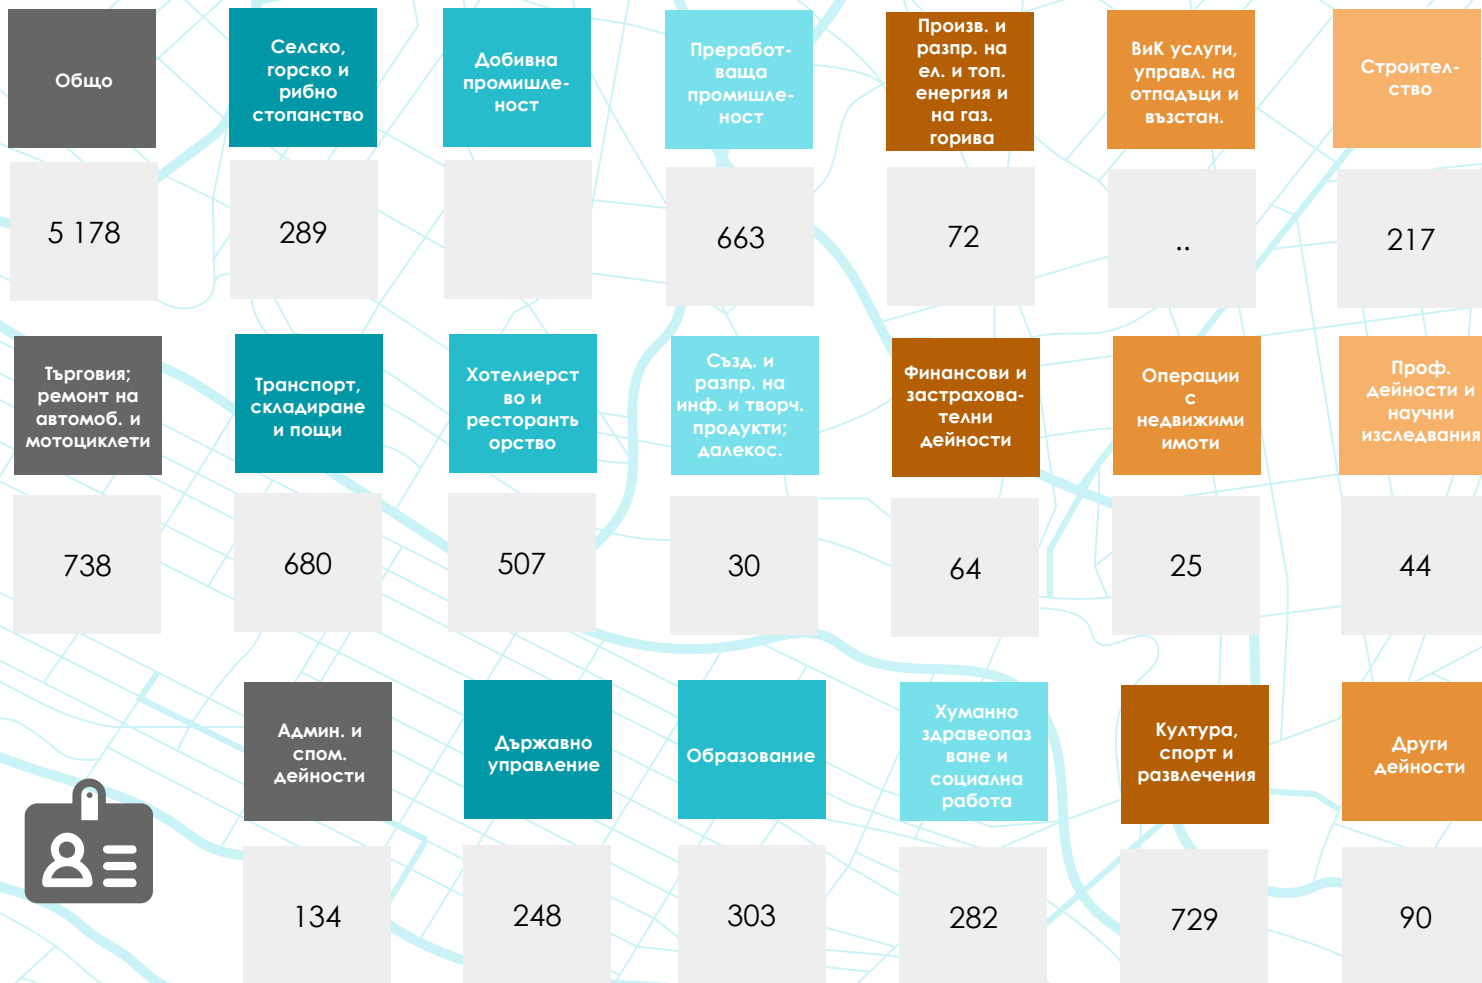 Общо
Селско,
горско и
рибно
стопанство
Добивна
промишле-
ност
Преработ-
ваща
промишле-
ност
Произв. и
разпр. на
ел. и топ.
енергия и
на газ.
горива
ВиК услуги,
управл. на
отпадъци и
възстан.
Строител-
ство
5 178
289
663
72
..
217
Търговия;
ремонт на
автомоб. и
мотоциклети
Транспорт,
складиране
и пощи
Хотелиерст
во и
ресторантъ
орство
Създ. и
разпр. на
инф. и творч.
продукти;
далекос.
Финансови и
застрахова-
телни
дейности
Операции
с
недвижими
имоти
Проф.
дейности и
научни
изследвания
738
680
507
30
64
25
44
Админ. и
спом.
дейности
Държавно
управление
Образование
Хуманно
здравеопаз
ване и
социална
работа
Култура,
спорт и
развлечения
Други
дейности
134
248
303
282
729
90